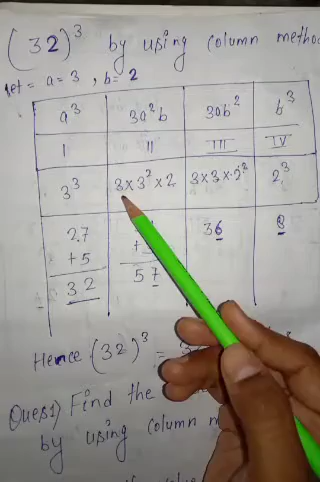 (32)³ by using column
let = a = 3 , b = 2
a³ 3a²b 3ab² b³
I II III IV
3³ 3×3²×2 3×3×2² 2³
27 36 8
+5 +
32 57
Hence (32)³ =
Ques1) Find the
by using column